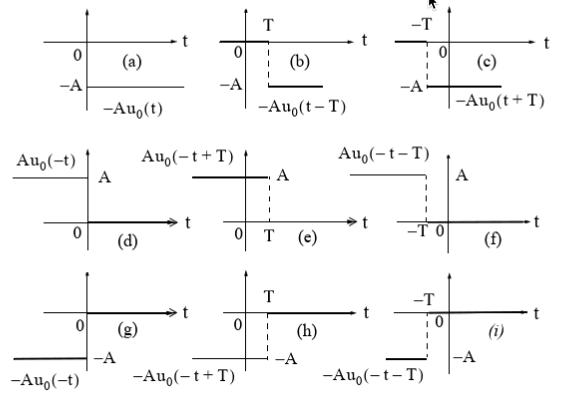 T
−T
t
t
t
0
0
0
(a)
(b)
(c)
−A
−A
−A
−Au₀(t)
−Au₀(t−T)
−Au₀(t + T)
Au₀(−t)
Au₀(−t + T)
Au₀(−t−T)
A
A
A
t
t
t
0
0
T
−T
0
(d)
(e)
(f)
T
−T
t
t
t
0
0
0
(g)
(h)
(i)
−A
−A
−A
−Au₀(−t)
−Au₀(−t + T)
−Au₀(−t−T)